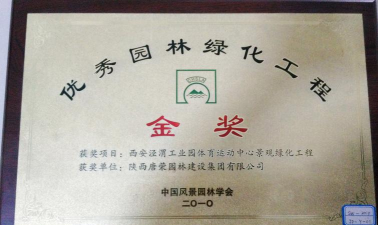 优秀园林绿化工程
金奖
获奖项目：西安泾渭工业园体育运动中心景观绿化工程
获奖单位：陕西唐荣园林建设集团有限公司
中国风景园林学会
二〇一〇